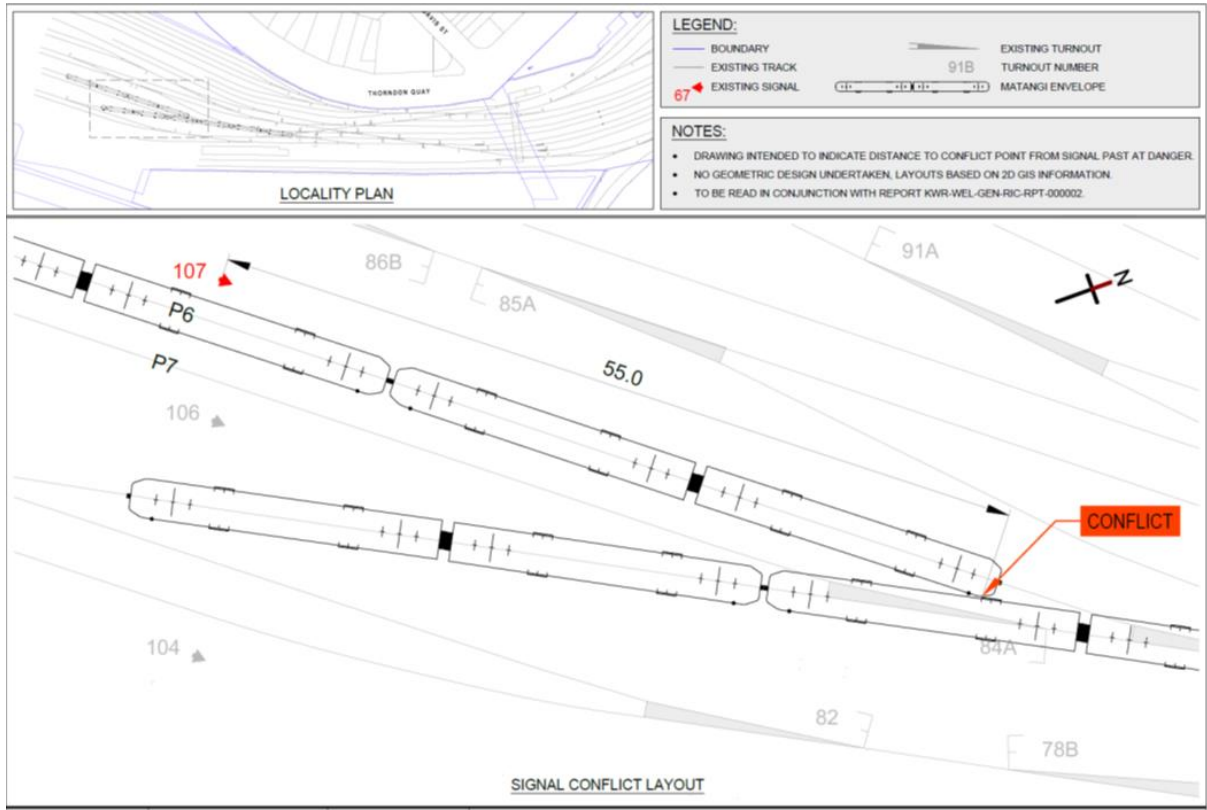 THORNDON QUAY
LOCALITY PLAN
LEGEND:
BOUNDARY
EXISTING TRACK
67 EXISTING SIGNAL
EXISTING TURNOUT
91B TURNOUT NUMBER
MATANGI ENVELOPE
NOTES:
• DRAWING INTENDED TO INDICATE DISTANCE TO CONFLICT POINT FROM SIGNAL PAST AT DANGER.
• NO GEOMETRIC DESIGN UNDERTAKEN, LAYOUTS BASED ON 2D GIS INFORMATION.
• TO BE READ IN CONJUNCTION WITH REPORT KWR-WEL-GEN-RIC-RPT-000002.
107
86B
91A
85A
N
P6
P7
55.0
106
CONFLICT
104
84A
82
78B
SIGNAL CONFLICT LAYOUT